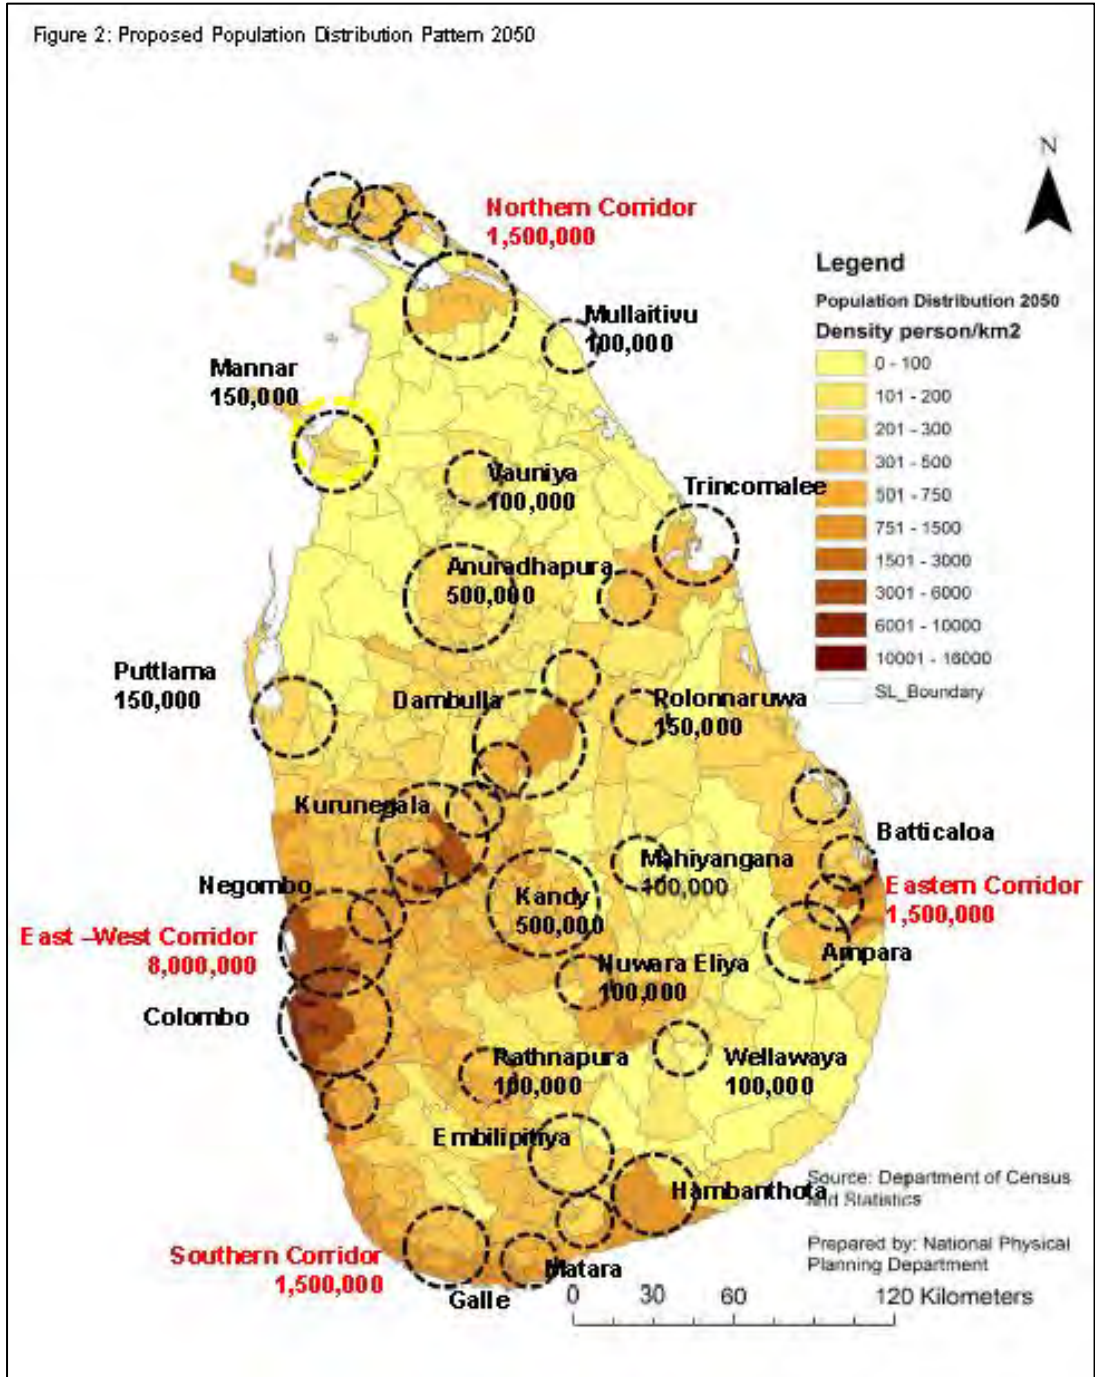 Figure 2: Proposed Population Distribution Pattern 2050
N
Northern Corridor
1,500,000
Legend
Population Distribution 2050
Density person/km2
0 - 100
101 - 200
201 - 300
301 - 500
501 - 750
751 - 1500
1501 - 3000
3001 - 6000
6001 - 10000
10001 - 16000
SL_Boundary
Mullaitivu
100,000
Mannar
150,000
Vauniya
100,000
Trincomalee
Anuradhapura
500,000
Puttlama
150,000
Dambulla
Rolonnaruwa
150,000
Kurunegala
Batticaloa
Mahiyangana
100,000
Negombo
Kandy
500,000
Eastern Corridor
1,500,000
East –West Corridor
8,000,000
Ampara
Nuwara Eliya
100,000
Colombo
Rathnapura
100,000
Wellawaya
100,000
Embilipitiya
Hambanthota
Source: Department of Census
and Statistics
Prepared by: National Physical
Planning Department
Southern Corridor
1,500,000
Matara
Galle
0 30 60 120 Kilometers